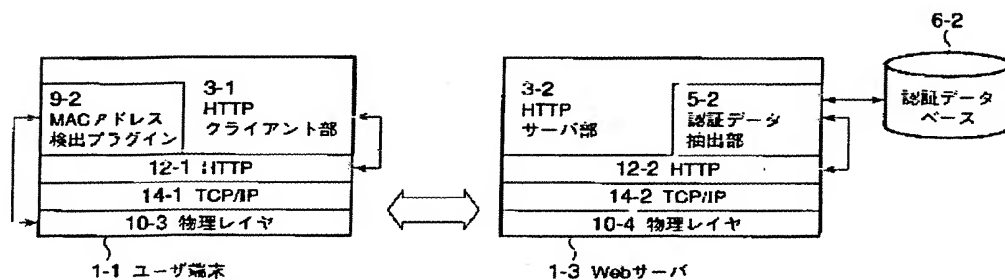 6-2
認証データ
ベース
9-2
MACアドレス
検出プラグイン
3-1
HTTP
クライアント部
12-1 HTTP
14-1 TCP/IP
10-3 物理レイヤ
1-1 ユーザ端末
3-2
HTTP
サーバ部
5-2
認証データ
抽出部
12-2 HTTP
14-2 TCP/IP
10-4 物理レイヤ
1-3 Webサーバ